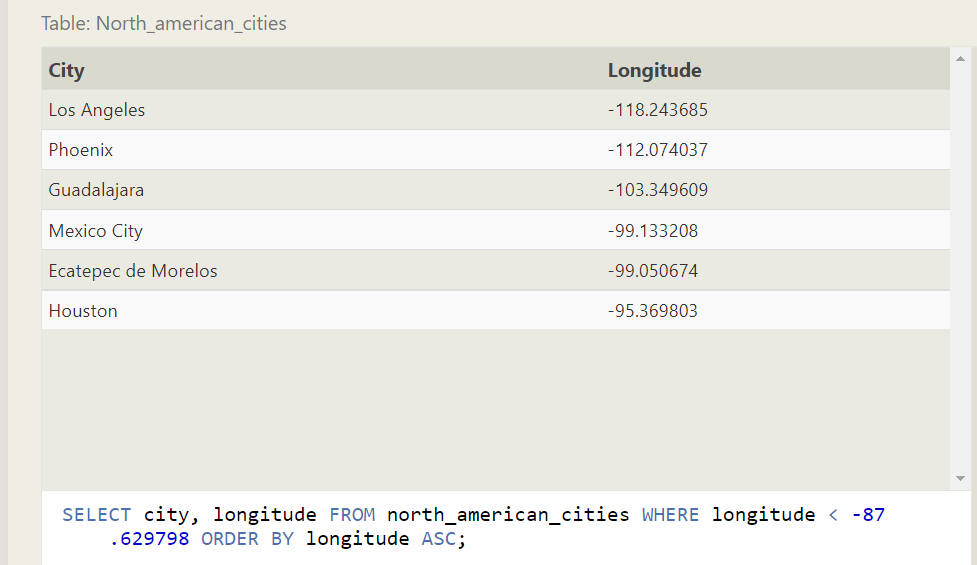 Table: North_american_cities
City Longitude
Los Angeles -118.243685
Phoenix -112.074037
Guadalajara -103.349609
Mexico City -99.133208
Ecatepec de Morelos -99.050674
Houston -95.369803
SELECT city, longitude FROM north_american_cities WHERE longitude < -87
.629798 ORDER BY longitude ASC;